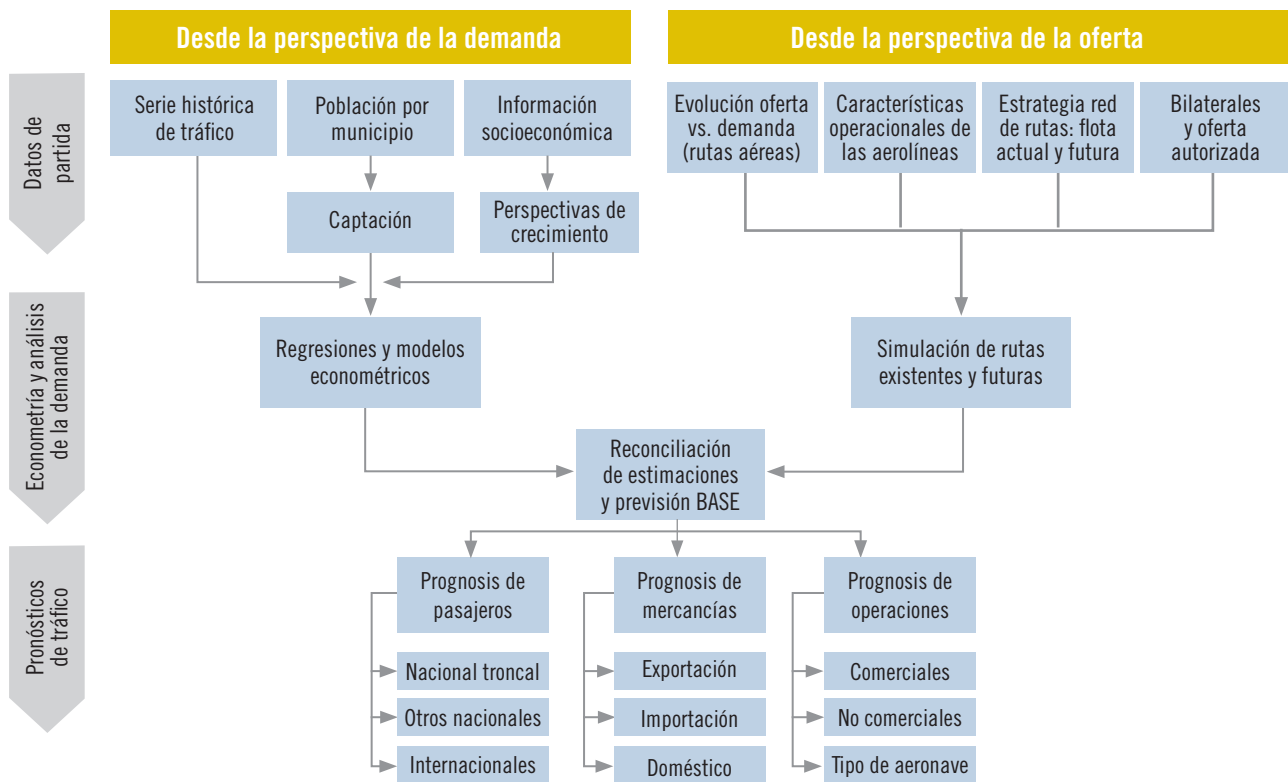 Desde la perspectiva de la demanda
Desde la perspectiva de la oferta
Datos de
partida
Serie histórica
de tráfico
Población por
municipio
Información
socioeconómica
Evolución oferta
vs. demanda
(rutas aéreas)
Características
operacionales de
las aerolíneas
Estrategia red
de rutas: flota
actual y futura
Bilaterales
y oferta
autorizada
Captación
Perspectivas de
crecimiento
Econometría y análisis
de la demanda
Regresiones y modelos
econométricos
Simulación de rutas
existentes y futuras
Reconciliación
de estimaciones
y previsión BASE
Pronósticos
de tráfico
Prognosis de
pasajeros
Prognosis de
mercancías
Prognosis de
operaciones
Nacional troncal
Exportación
Comerciales
Otros nacionales
Importación
No comerciales
Internacionales
Doméstico
Tipo de aeronave